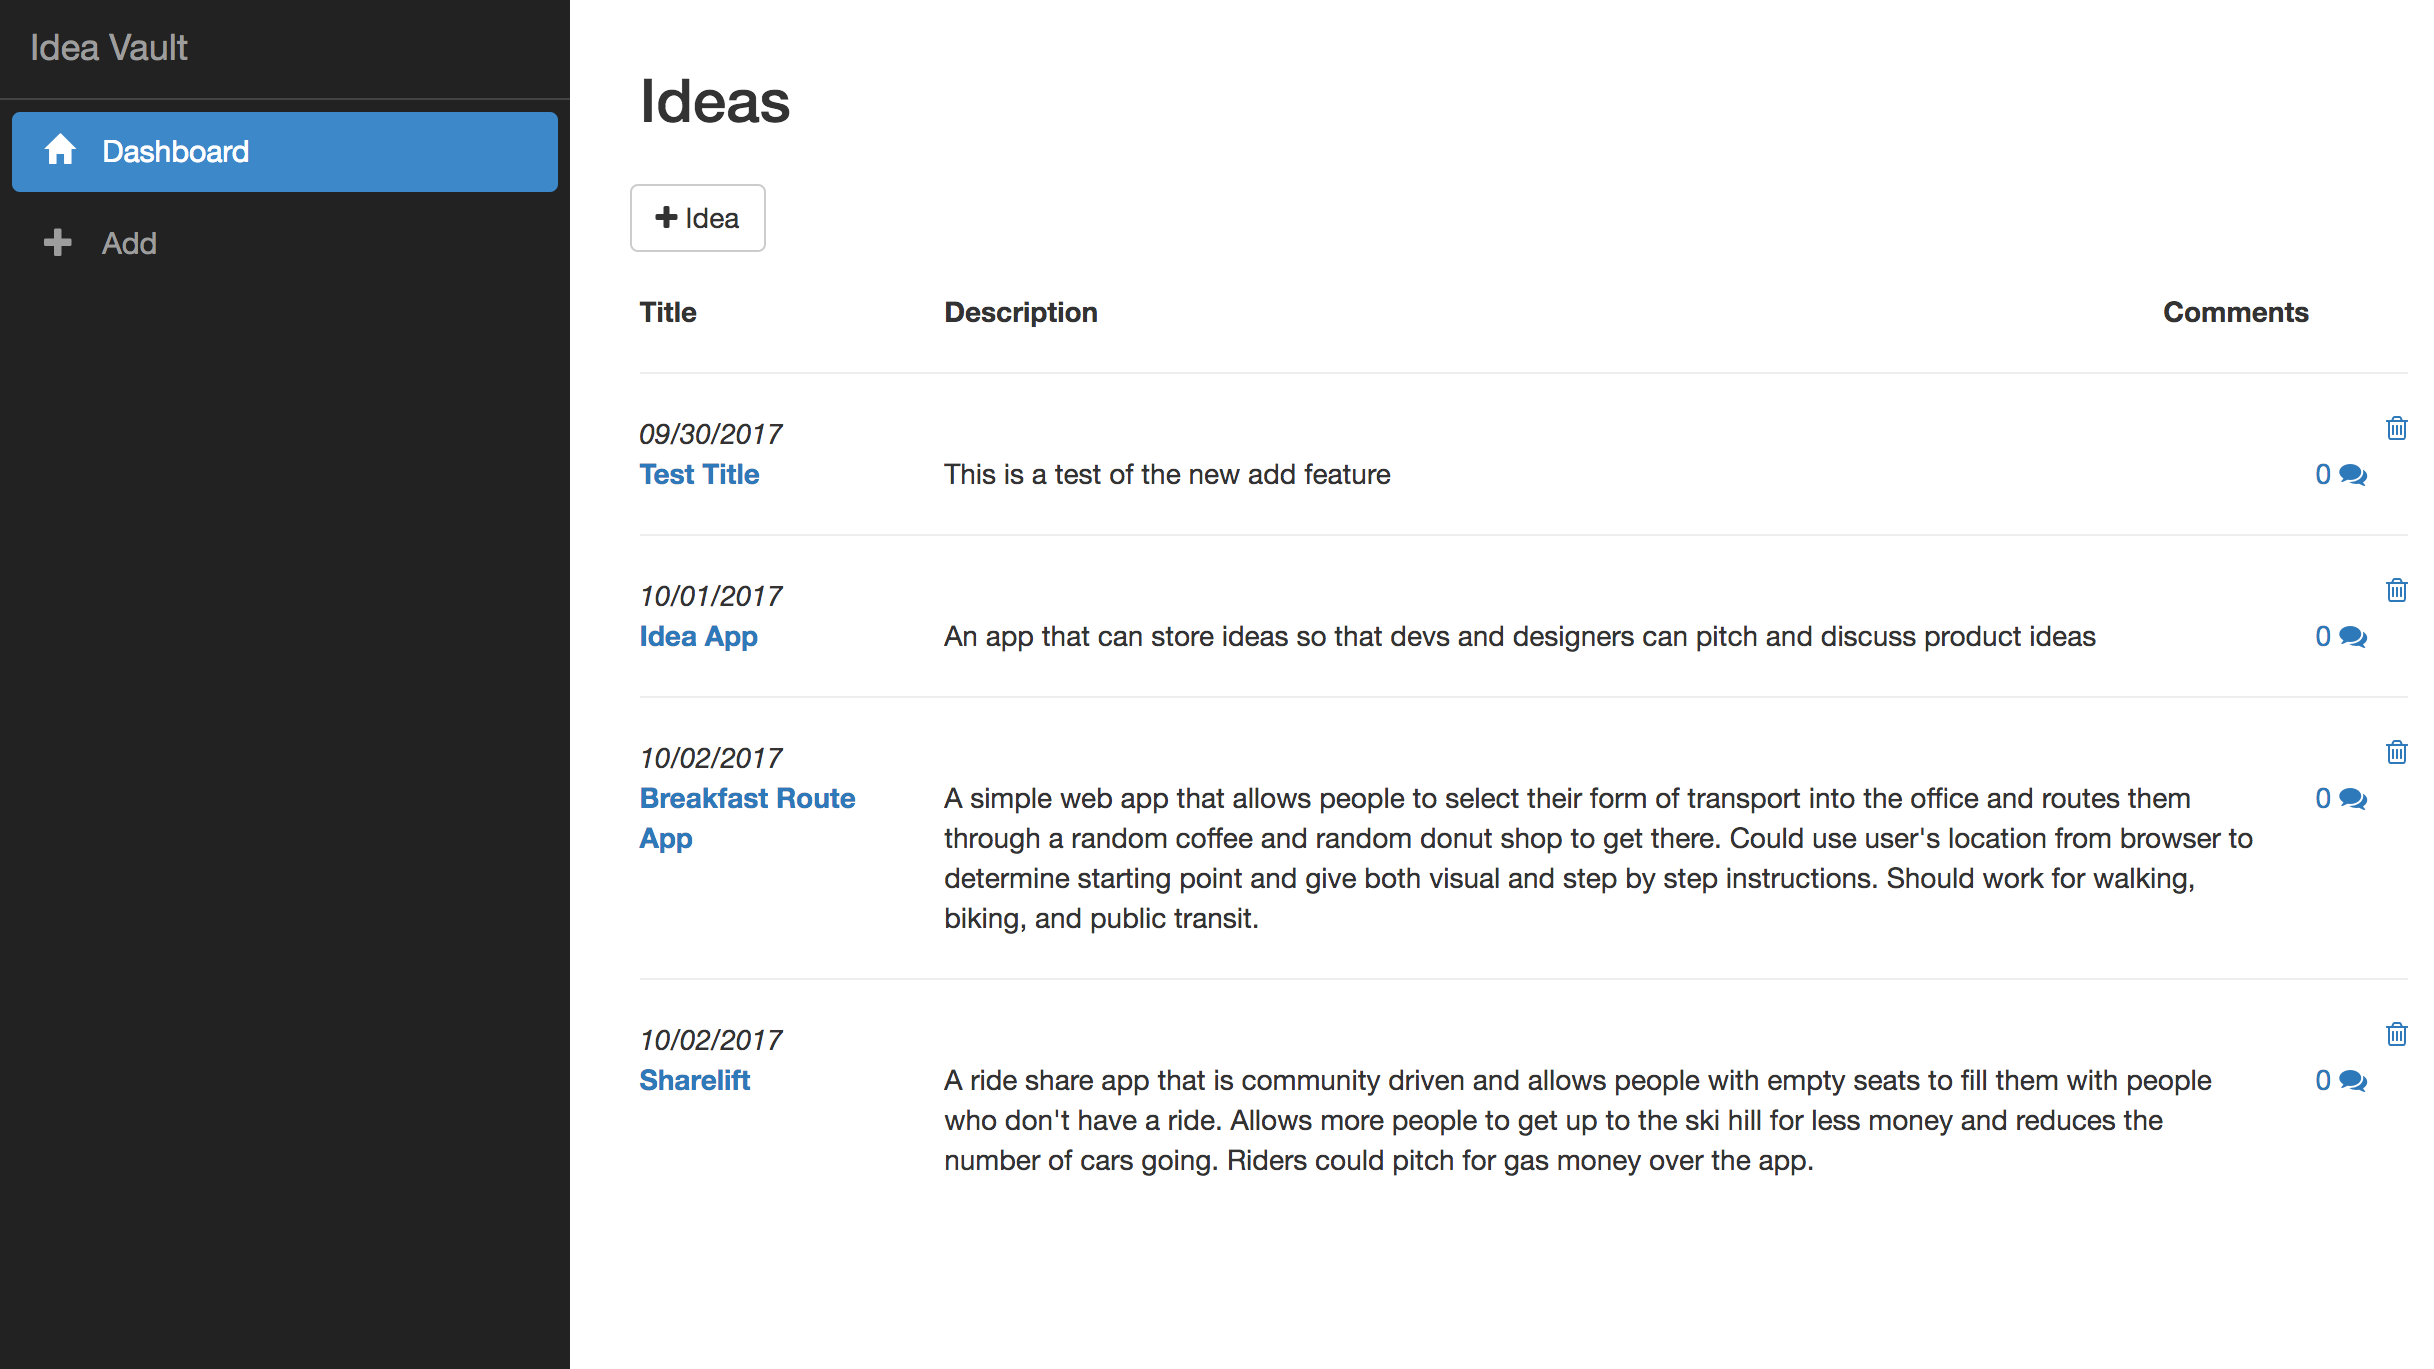 Idea Vault
Dashboard
Add
Ideas
Idea
Title Description Comments
09/30/2017
Test Title This is a test of the new add feature 0
10/01/2017
Idea App An app that can store ideas so that devs and designers can pitch and discuss product ideas 0
10/02/2017
Breakfast Route A simple web app that allows people to select their form of transport into the office and routes them 0
App through a random coffee and random donut shop to get there. Could use user's location from browser to
determine starting point and give both visual and step by step instructions. Should work for walking,
biking, and public transit.
10/02/2017
Sharelift A ride share app that is community driven and allows people with empty seats to fill them with people 0
who don't have a ride. Allows more people to get up to the ski hill for less money and reduces the
number of cars going. Riders could pitch for gas money over the app.